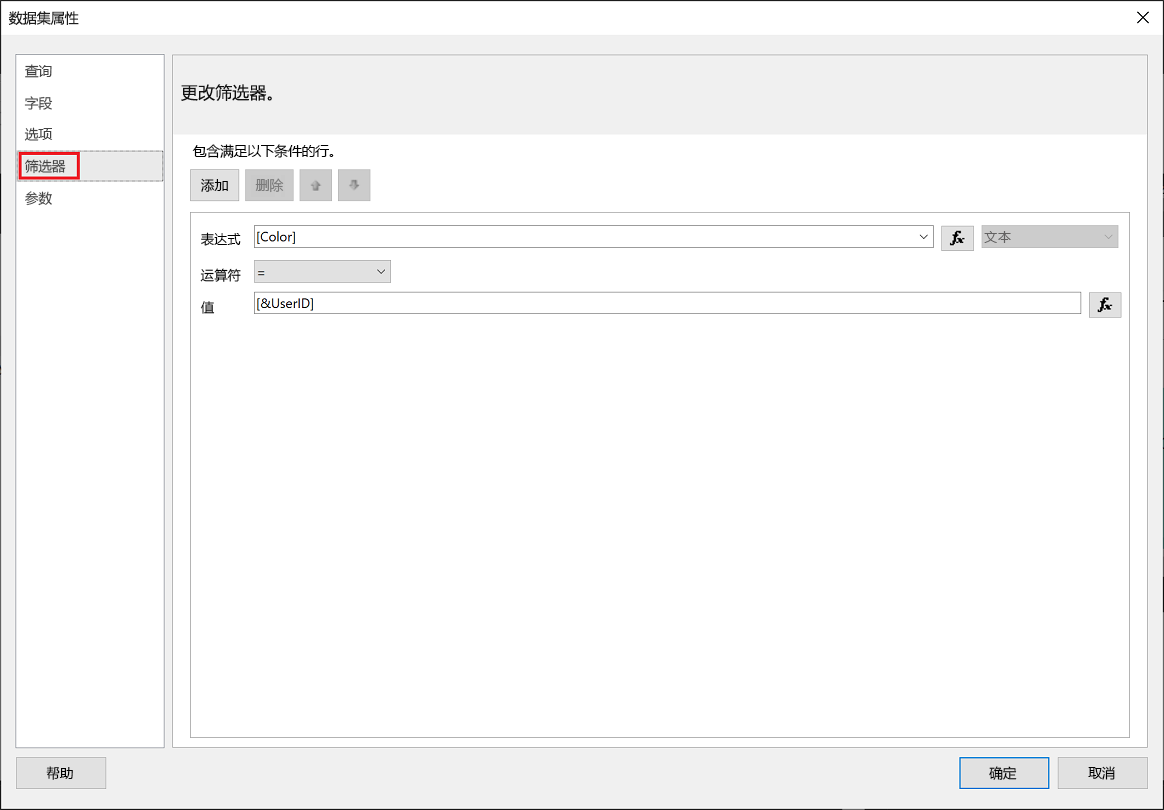 数据集属性
查询
字段
选项
筛选器
参数
更改筛选器。
包含满足以下条件的行。
添加 删除
表达式 [Color] fx 文本
运算符 =
值 [&UserID] fx
帮助 确定 取消